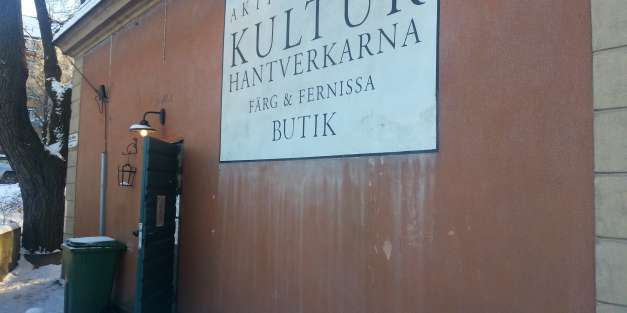 KULTUR
HANTVERKARNA
FÄRG & FERNISSA
BUTIK